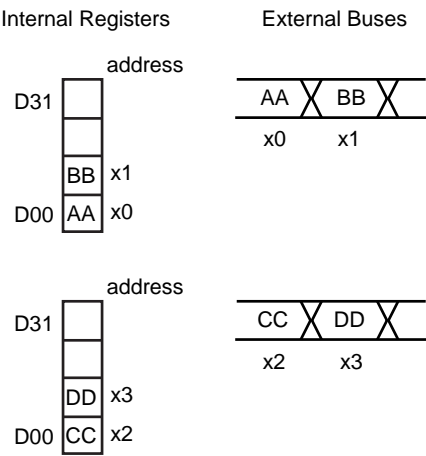 Internal Registers External Buses
address
D31 AA BB
x0 x1
BB x1
D00 AA x0
address
D31 CC DD
x2 x3
DD x3
D00 CC x2